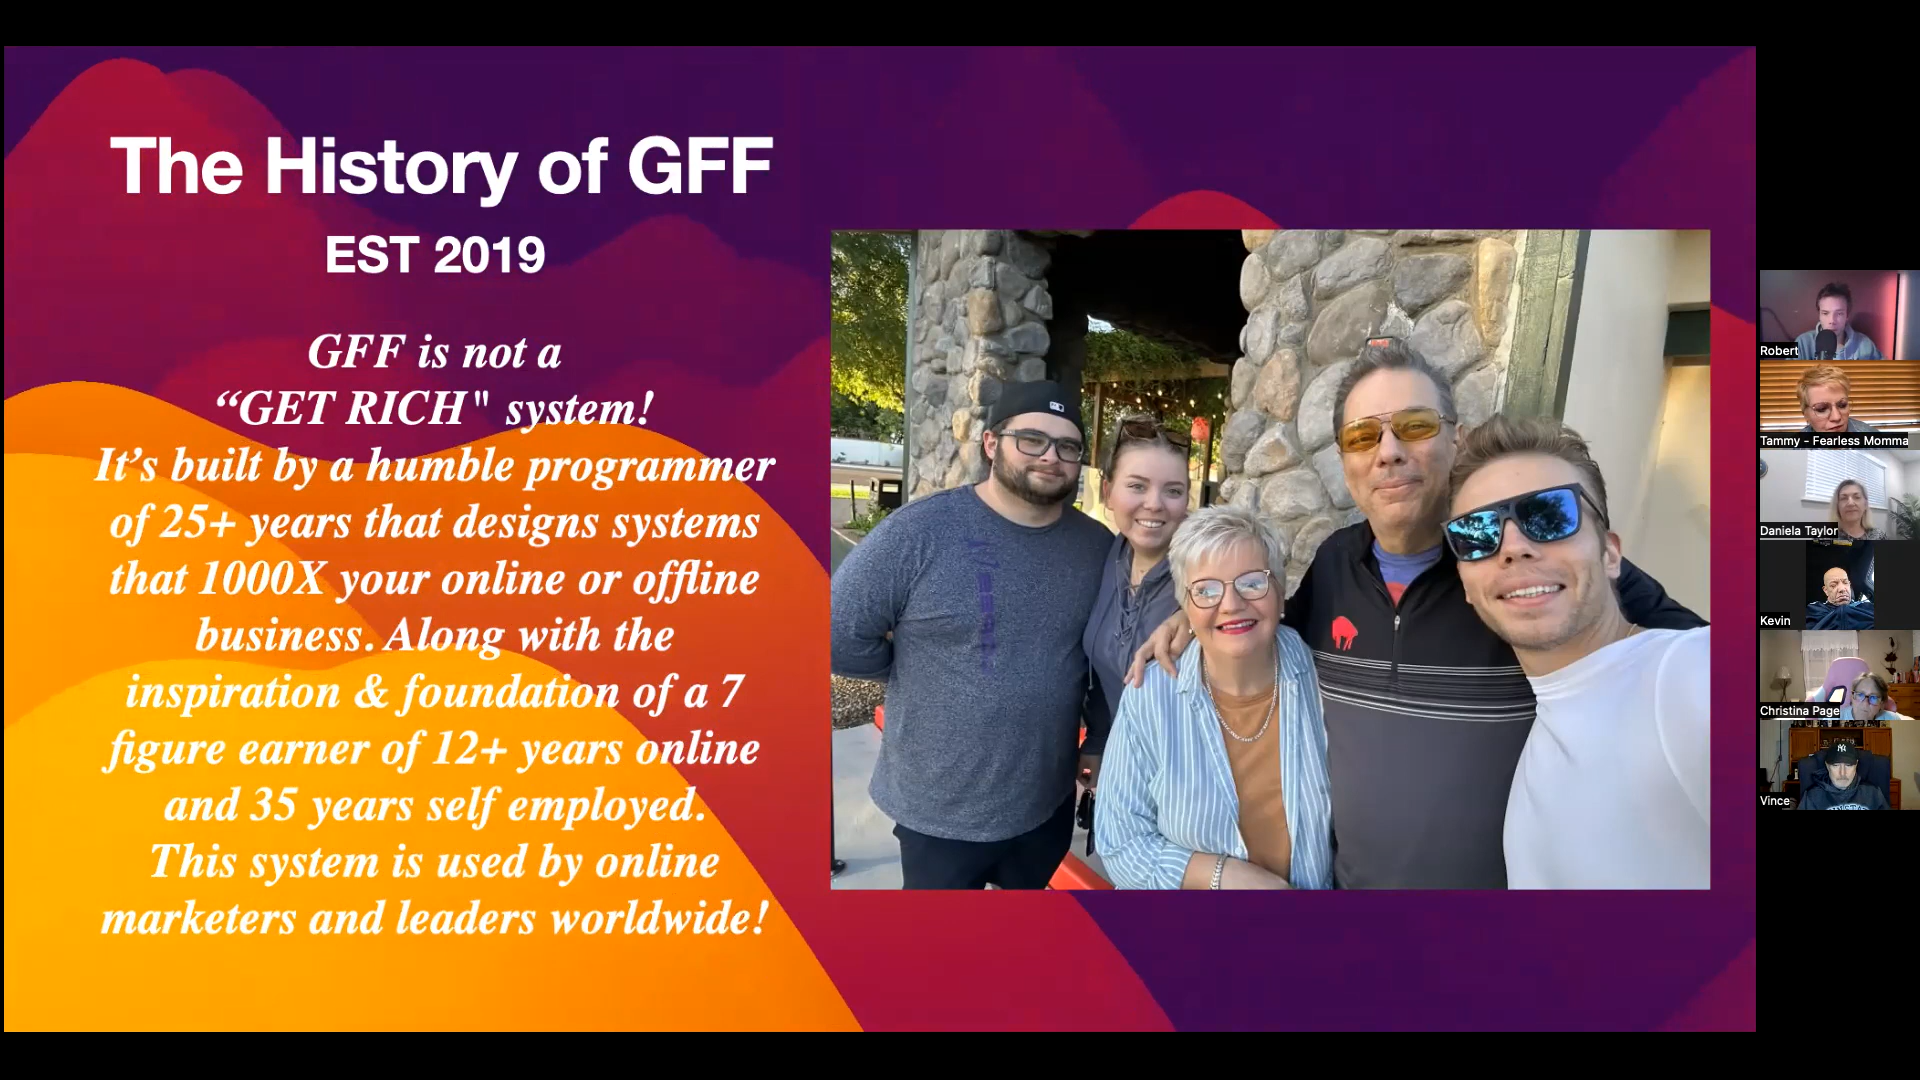 The History of GFF
EST 2019
GFF is not a
“GET RICH" system!
It’s built by a humble programmer
of 25+ years that designs systems
that 1000X your online or offline
business. Along with the
inspiration & foundation of a 7
figure earner of 12+ years online
and 35 years self employed.
This system is used by online
marketers and leaders worldwide!
Robert
Tammy - Fearless Momma
Daniela Taylor
Kevin
Christina Page
Vince